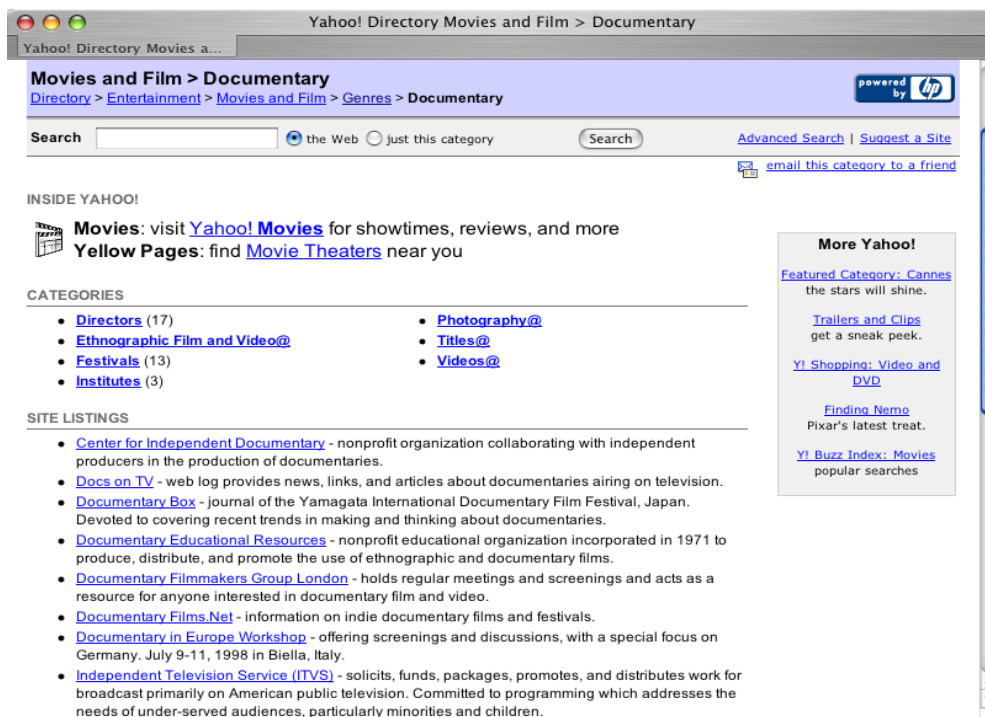 Yahoo! Directory Movies and Film > Documentary
Yahoo! Directory Movies a...
Movies and Film > Documentary
Directory > Entertainment > Movies and Film > Genres > Documentary
powered by hp
Search the Web just this category Search Advanced Search | Suggest a Site
email this category to a friend
INSIDE YAHOO!
Movies: visit Yahoo! Movies for showtimes, reviews, and more
Yellow Pages: find Movie Theaters near you
CATEGORIES
• Directors (17)
• Ethnographic Film and Video@
• Festivals (13)
• Institutes (3)
• Photography@
• Titles@
• Videos@
SITE LISTINGS
• Center for Independent Documentary - nonprofit organization collaborating with independent
producers in the production of documentaries.
• Docs on TV - web log provides news, links, and articles about documentaries airing on television.
• Documentary Box - journal of the Yamagata International Documentary Film Festival, Japan.
Devoted to covering recent trends in making and thinking about documentaries.
• Documentary Educational Resources - nonprofit educational organization incorporated in 1971 to
produce, distribute, and promote the use of ethnographic and documentary films.
• Documentary Filmmakers Group London - holds regular meetings and screenings and acts as a
resource for anyone interested in documentary film and video.
• Documentary Films.Net - information on indie documentary films and festivals.
• Documentary in Europe Workshop - offering screenings and discussions, with a special focus on
Germany. July 9-11, 1998 in Biella, Italy.
• Independent Television Service (ITVS) - solicits, funds, packages, promotes, and distributes work for
broadcast primarily on American public television. Committed to programming which addresses the
needs of under-served audiences, particularly minorities and children.
More Yahoo!
Featured Category: Cannes
the stars will shine.
Trailers and Clips
get a sneak peek.
Y! Shopping: Video and
DVD
Finding Nemo
Pixar's latest treat.
Y! Buzz Index: Movies
popular searches